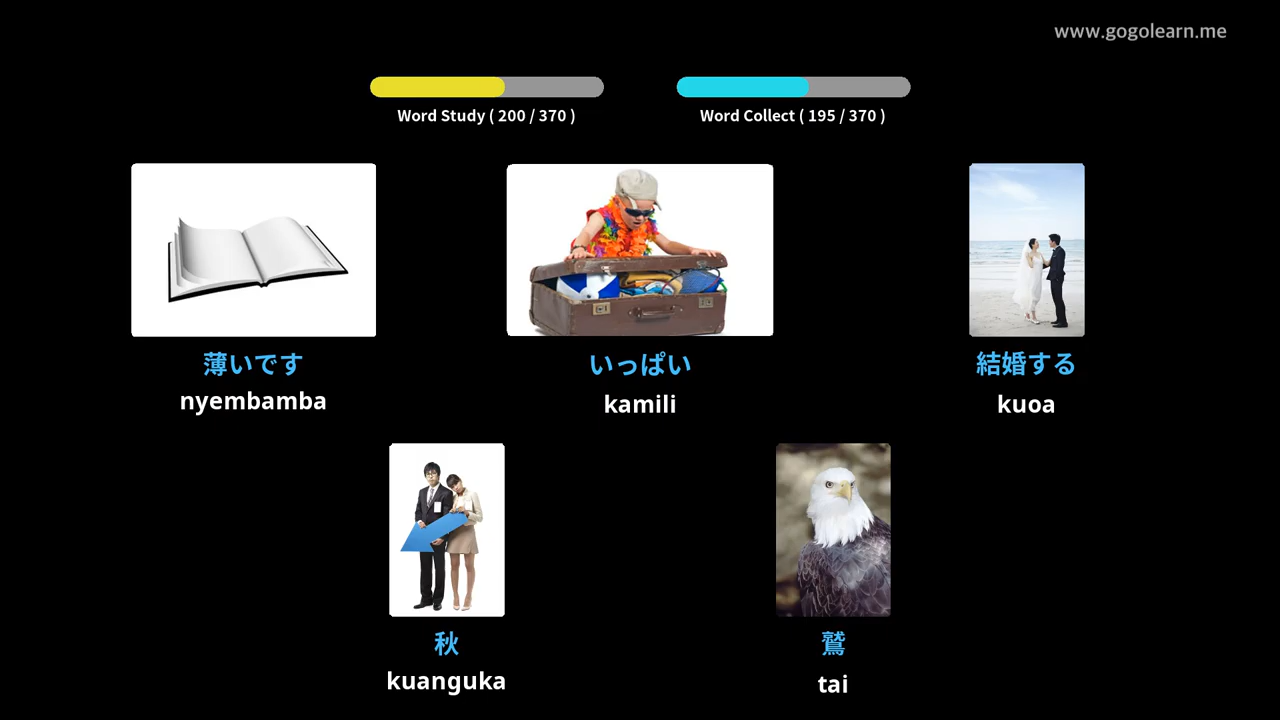 www.gogolearn.me
Word Study ( 200 / 370 )
Word Collect ( 195 / 370 )
薄いです
nyembamba
いっぱい
kamili
結婚する
kuoa
秋
kuanguka
鷲
tai